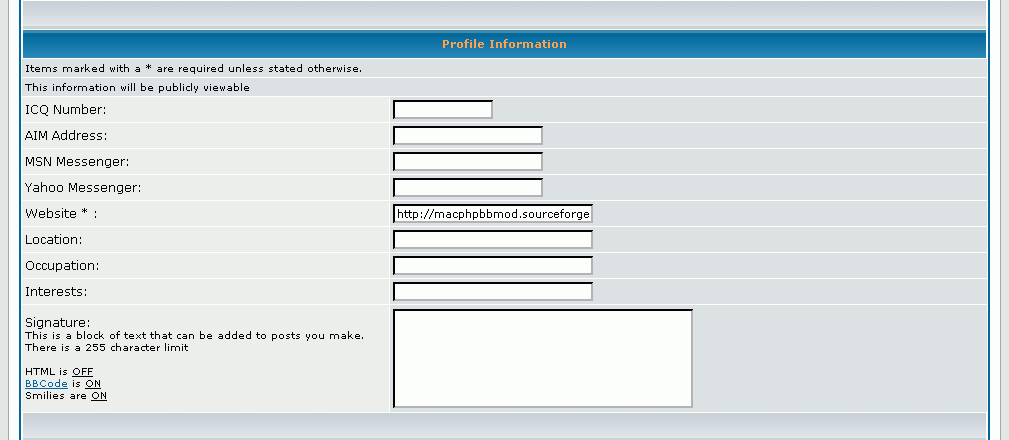 Profile Information
Items marked with a * are required unless stated otherwise.
This information will be publicly viewable
ICQ Number:
AIM Address:
MSN Messenger:
Yahoo Messenger:
Website * : http://macphpbbmod.sourceforge
Location:
Occupation:
Interests:
Signature:
This is a block of text that can be added to posts you make.
There is a 255 character limit
HTML is OFF
BBCode is ON
Smilies are ON